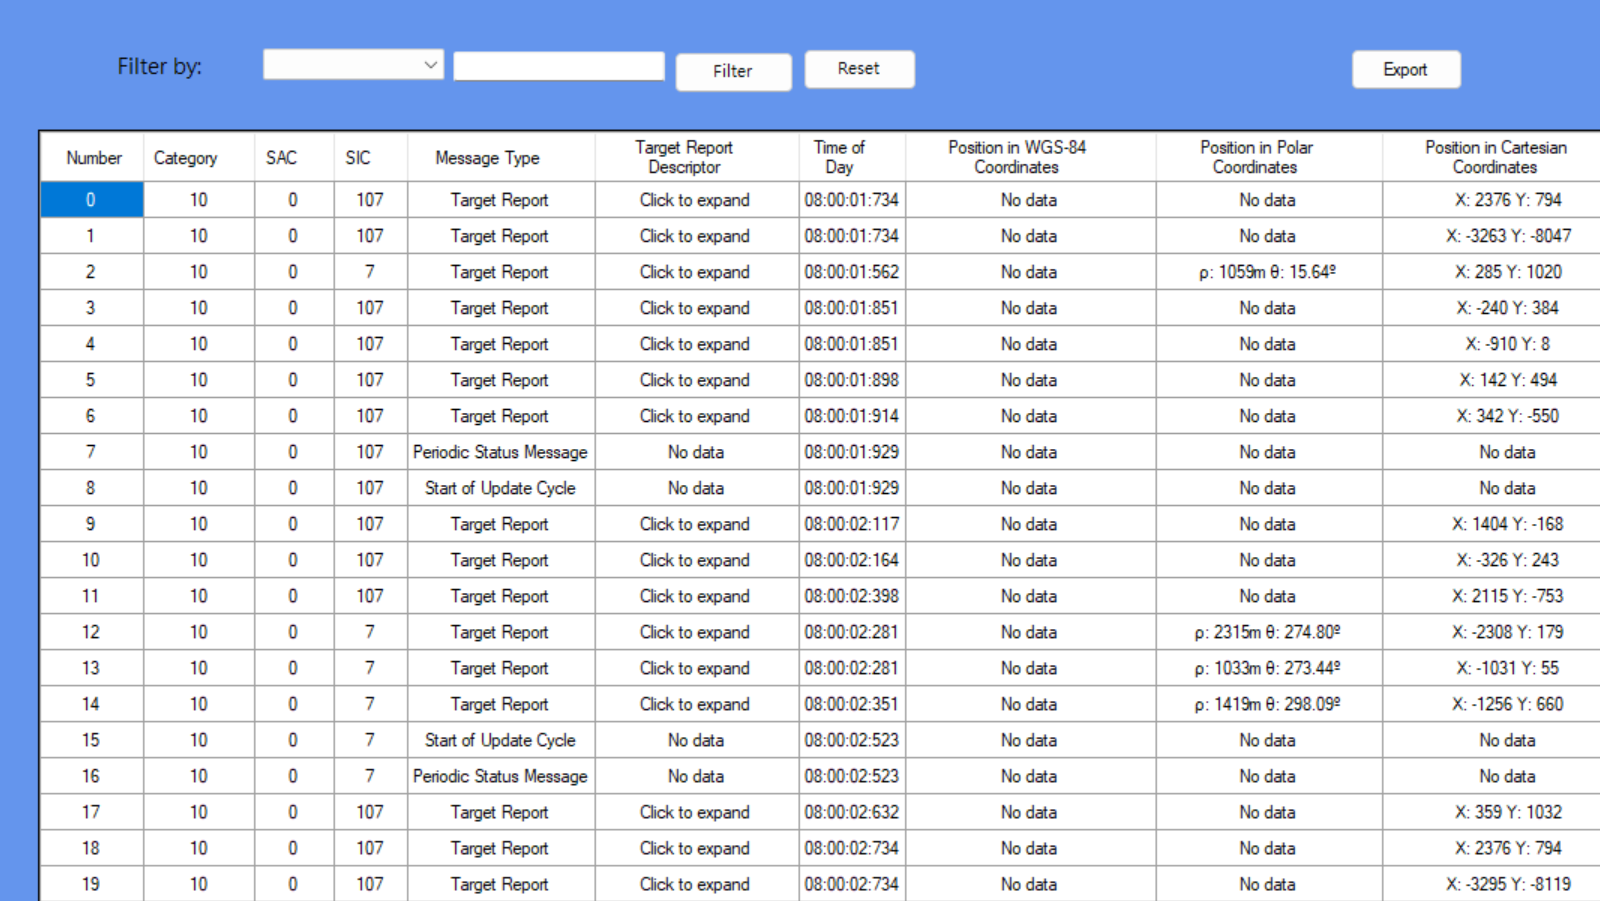 Filter by:
Filter
Reset
Export
Number Category SAC SIC Message Type Target Report Descriptor Time of Day Position in WGS-84 Coordinates Position in Polar Coordinates Position in Cartesian Coordinates
0 10 0 107 Target Report Click to expand 08:00:01:734 No data No data X: 2376 Y: 794
1 10 0 107 Target Report Click to expand 08:00:01:734 No data No data X: -3263 Y: -8047
2 10 0 7 Target Report Click to expand 08:00:01:562 No data ρ: 1059m θ: 15.64º X: 285 Y: 1020
3 10 0 107 Target Report Click to expand 08:00:01:851 No data No data X: -240 Y: 384
4 10 0 107 Target Report Click to expand 08:00:01:851 No data No data X: -910 Y: 8
5 10 0 107 Target Report Click to expand 08:00:01:898 No data No data X: 142 Y: 494
6 10 0 107 Target Report Click to expand 08:00:01:914 No data No data X: 342 Y: -550
7 10 0 107 Periodic Status Message No data 08:00:01:929 No data No data No data
8 10 0 107 Start of Update Cycle No data 08:00:01:929 No data No data No data
9 10 0 107 Target Report Click to expand 08:00:02:117 No data No data X: 1404 Y: -168
10 10 0 107 Target Report Click to expand 08:00:02:164 No data No data X: -326 Y: 243
11 10 0 107 Target Report Click to expand 08:00:02:398 No data No data X: 2115 Y: -753
12 10 0 7 Target Report Click to expand 08:00:02:281 No data ρ: 2315m θ: 274.80º X: -2308 Y: 179
13 10 0 7 Target Report Click to expand 08:00:02:281 No data ρ: 1033m θ: 273.44º X: -1031 Y: 55
14 10 0 7 Target Report Click to expand 08:00:02:351 No data ρ: 1419m θ: 298.09º X: -1256 Y: 660
15 10 0 7 Start of Update Cycle No data 08:00:02:523 No data No data No data
16 10 0 7 Periodic Status Message No data 08:00:02:523 No data No data No data
17 10 0 107 Target Report Click to expand 08:00:02:632 No data No data X: 359 Y: 1032
18 10 0 107 Target Report Click to expand 08:00:02:734 No data No data X: 2376 Y: 794
19 10 0 107 Target Report Click to expand 08:00:02:734 No data No data X: -3295 Y: -8119